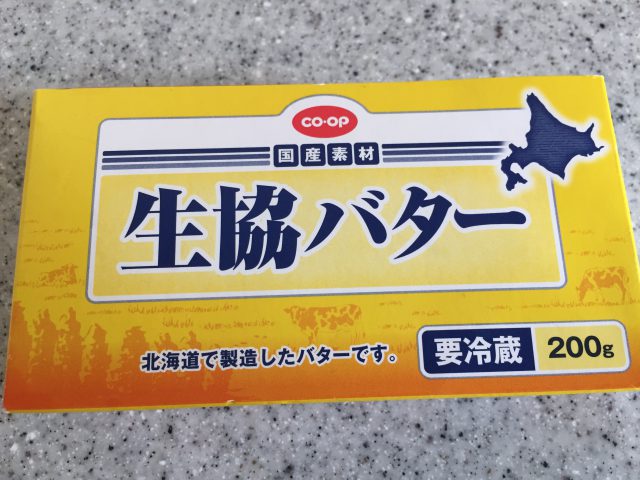 CO·OP
国産素材
生協バター
北海道で製造したバターです。
要冷蔵 200g